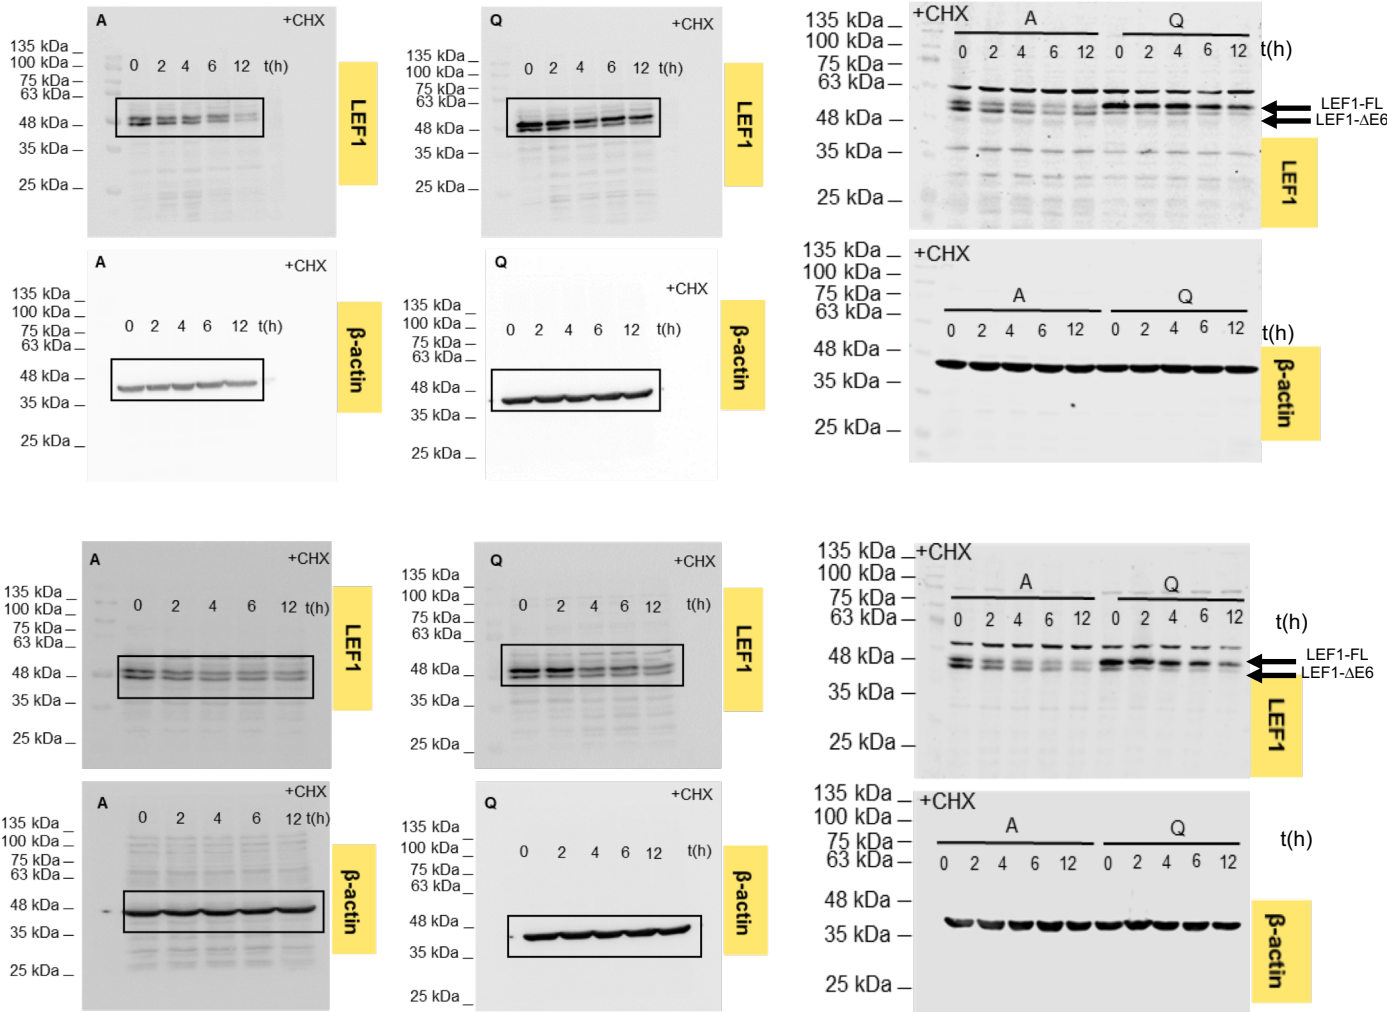 A
+CHX
135 kDa
100 kDa
75 kDa
63 kDa
48 kDa
35 kDa
25 kDa
0 2 4 6 12 t(h)
LEF1
Q
+CHX
135 kDa
100 kDa
75 kDa
63 kDa
48 kDa
35 kDa
25 kDa
0 2 4 6 12 t(h)
LEF1
+CHX
A Q
135 kDa
100 kDa
75 kDa
63 kDa
48 kDa
35 kDa
25 kDa
0 2 4 6 12 0 2 4 6 12 t(h)
LEF1-FL
LEF1-ΔE6
LEF1
A
+CHX
135 kDa
100 kDa
75 kDa
63 kDa
48 kDa
35 kDa
25 kDa
0 2 4 6 12 t(h)
β-actin
Q
+CHX
135 kDa
100 kDa
75 kDa
63 kDa
48 kDa
35 kDa
25 kDa
0 2 4 6 12 t(h)
β-actin
+CHX
A Q
135 kDa
100 kDa
75 kDa
63 kDa
48 kDa
35 kDa
25 kDa
0 2 4 6 12 0 2 4 6 12 t(h)
β-actin
A
+CHX
135 kDa
100 kDa
75 kDa
63 kDa
48 kDa
35 kDa
25 kDa
0 2 4 6 12 t(h)
LEF1
Q
+CHX
135 kDa
100 kDa
75 kDa
63 kDa
48 kDa
35 kDa
25 kDa
0 2 4 6 12 t(h)
LEF1
+CHX
A Q
135 kDa
100 kDa
75 kDa
63 kDa
48 kDa
35 kDa
25 kDa
0 2 4 6 12 0 2 4 6 12 t(h)
LEF1-FL
LEF1-ΔE6
LEF1
A
+CHX
135 kDa
100 kDa
75 kDa
63 kDa
48 kDa
35 kDa
25 kDa
0 2 4 6 12 t(h)
β-actin
Q
+CHX
135 kDa
100 kDa
75 kDa
63 kDa
48 kDa
35 kDa
25 kDa
0 2 4 6 12 t(h)
β-actin
+CHX
A Q
135 kDa
100 kDa
75 kDa
63 kDa
48 kDa
35 kDa
25 kDa
0 2 4 6 12 0 2 4 6 12 t(h)
β-actin